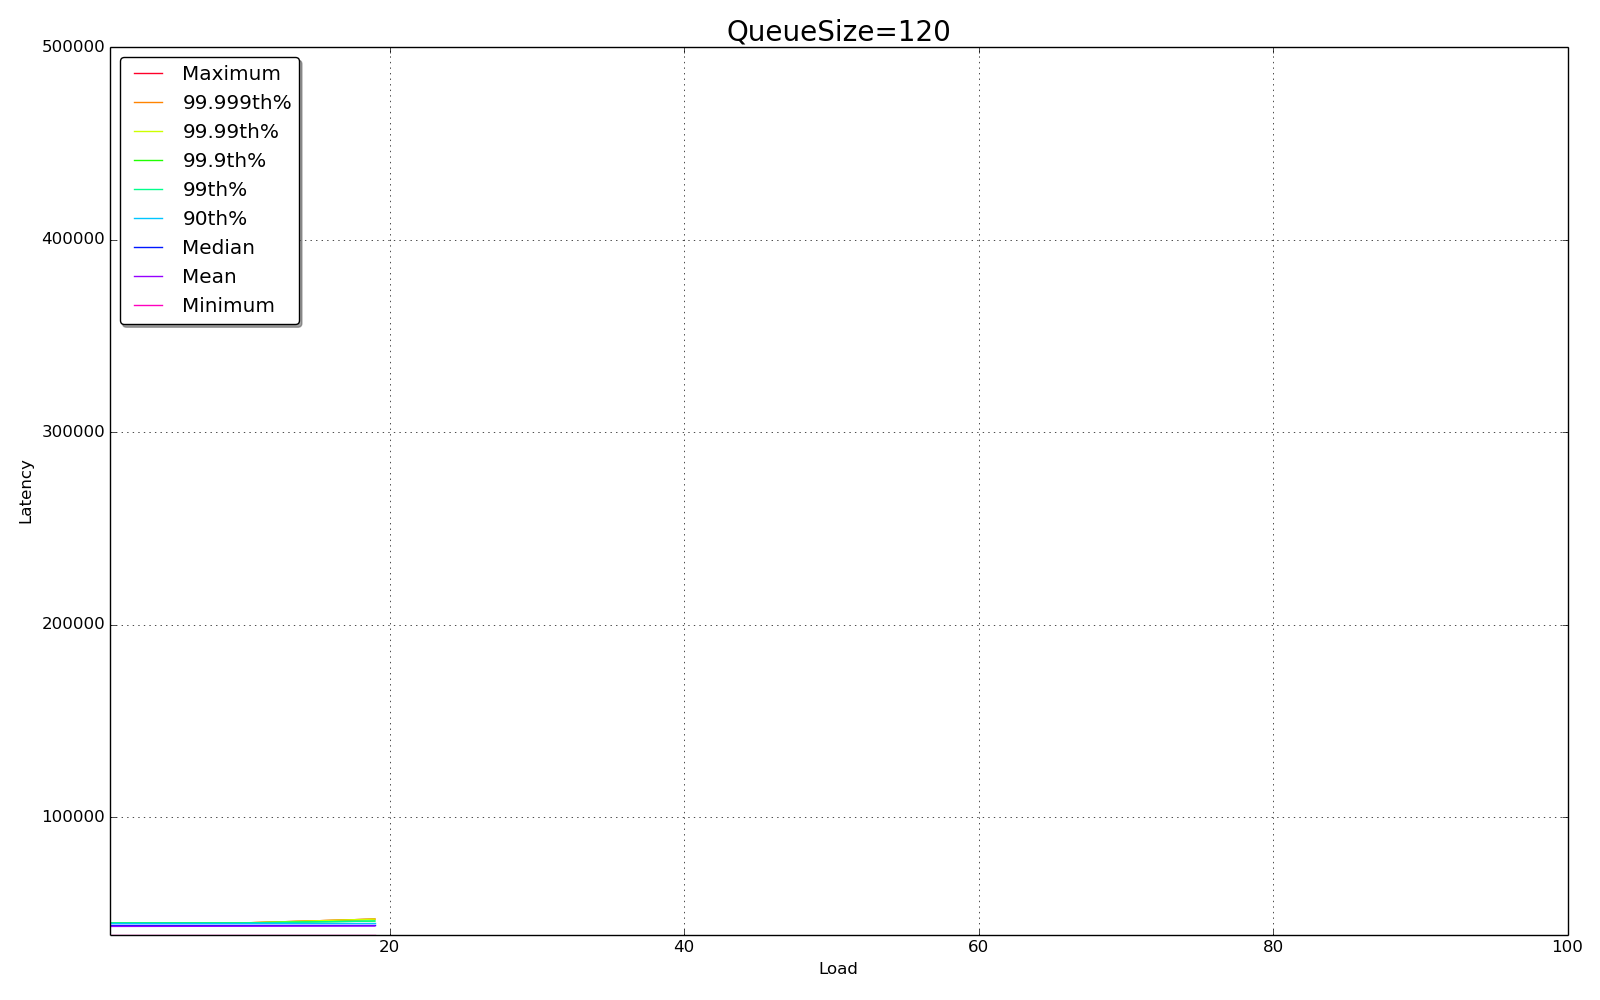 QueueSize=120
500000
400000
300000
200000
100000
Latency
Maximum
99.999th%
99.99th%
99.9th%
99th%
90th%
Median
Mean
Minimum
20 40 60 80 100
Load